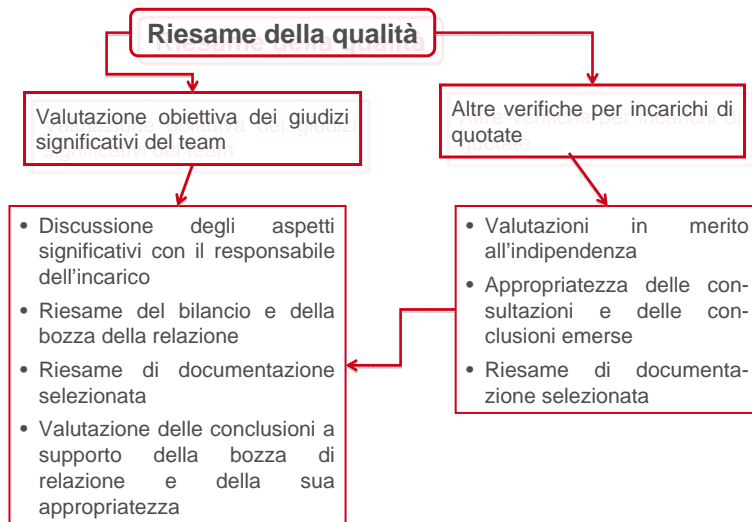 Riesame della qualità
Valutazione obiettiva dei giudizi
significativi del team
Altre verifiche per incarichi di
quotate
• Discussione degli aspetti
significativi con il responsabile
dell'incarico
• Riesame del bilancio e della
bozza della relazione
• Riesame di documentazione
selezionata
• Valutazione delle conclusioni a
supporto della bozza di
relazione e della sua
appropriatezza
• Valutazioni in merito
all'indipendenza
• Appropriatezza delle con-
sultazioni e delle con-
clusioni emerse
• Riesame di documenta-
zione selezionata